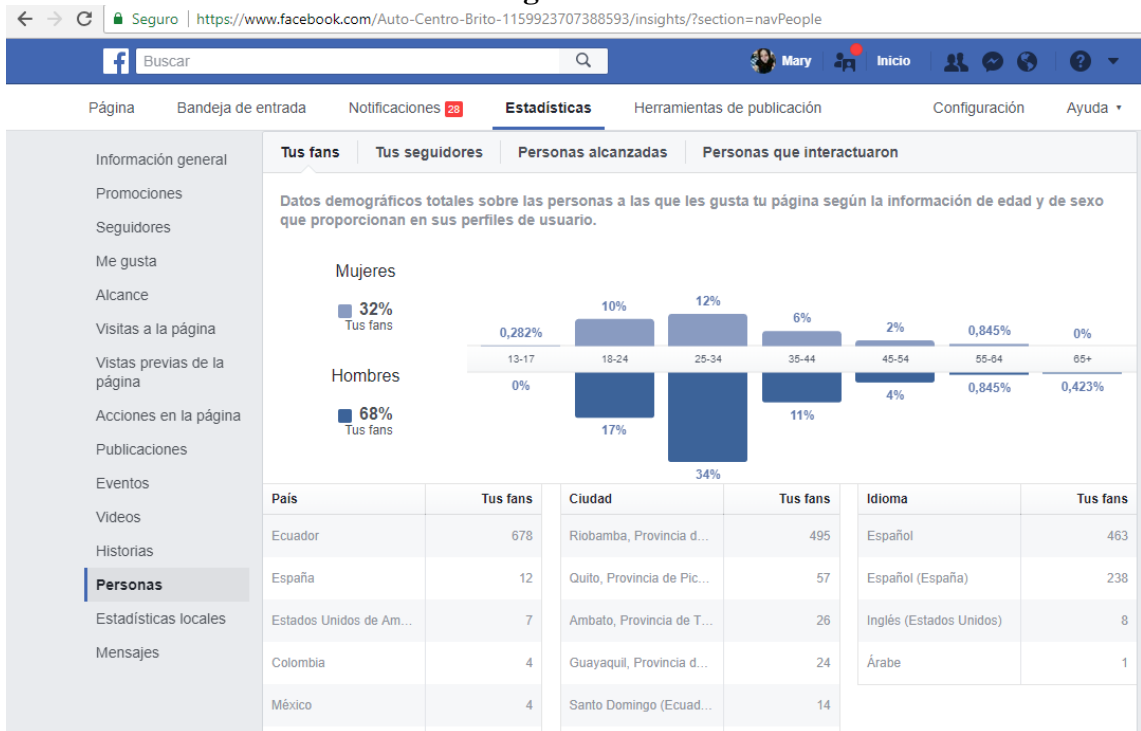 Seguro | https://www.facebook.com/Auto-Centro-Brito-1159923707388593/insights/?section=navPeople
f Buscar Mary Inicio ?
Página Bandeja de entrada Notificaciones 28 Estadísticas Herramientas de publicación Configuración Ayuda
Información general
Promociones
Seguidores
Me gusta
Alcance
Visitas a la página
Vistas previas de la
página
Acciones en la página
Publicaciones
Eventos
Videos
Historias
Personas
Estadísticas locales
Mensajes
Tus fans Tus seguidores Personas alcanzadas Personas que interactuaron
Datos demográficos totales sobre las personas a las que les gusta tu página según la información de edad y de sexo
que proporcionan en sus perfiles de usuario.
Mujeres
32%
Tus fans
0,282% 10% 12% 6% 2% 0,845% 0%
13-17 18-24 25-34 35-44 45-54 55-64 65+
Hombres
68%
Tus fans
0% 17% 34% 11% 4% 0,845% 0,423%
País Tus fans
Ecuador 678
España 12
Estados Unidos de Am... 7
Colombia 4
México 4
Ciudad Tus fans
Riobamba, Provincia d... 495
Quito, Provincia de Pic... 57
Ambato, Provincia de T... 26
Guayaquil, Provincia d... 24
Santo Domingo (Ecuad... 14
Idioma Tus fans
Español 463
Español (España) 238
Inglés (Estados Unidos) 8
Árabe 1